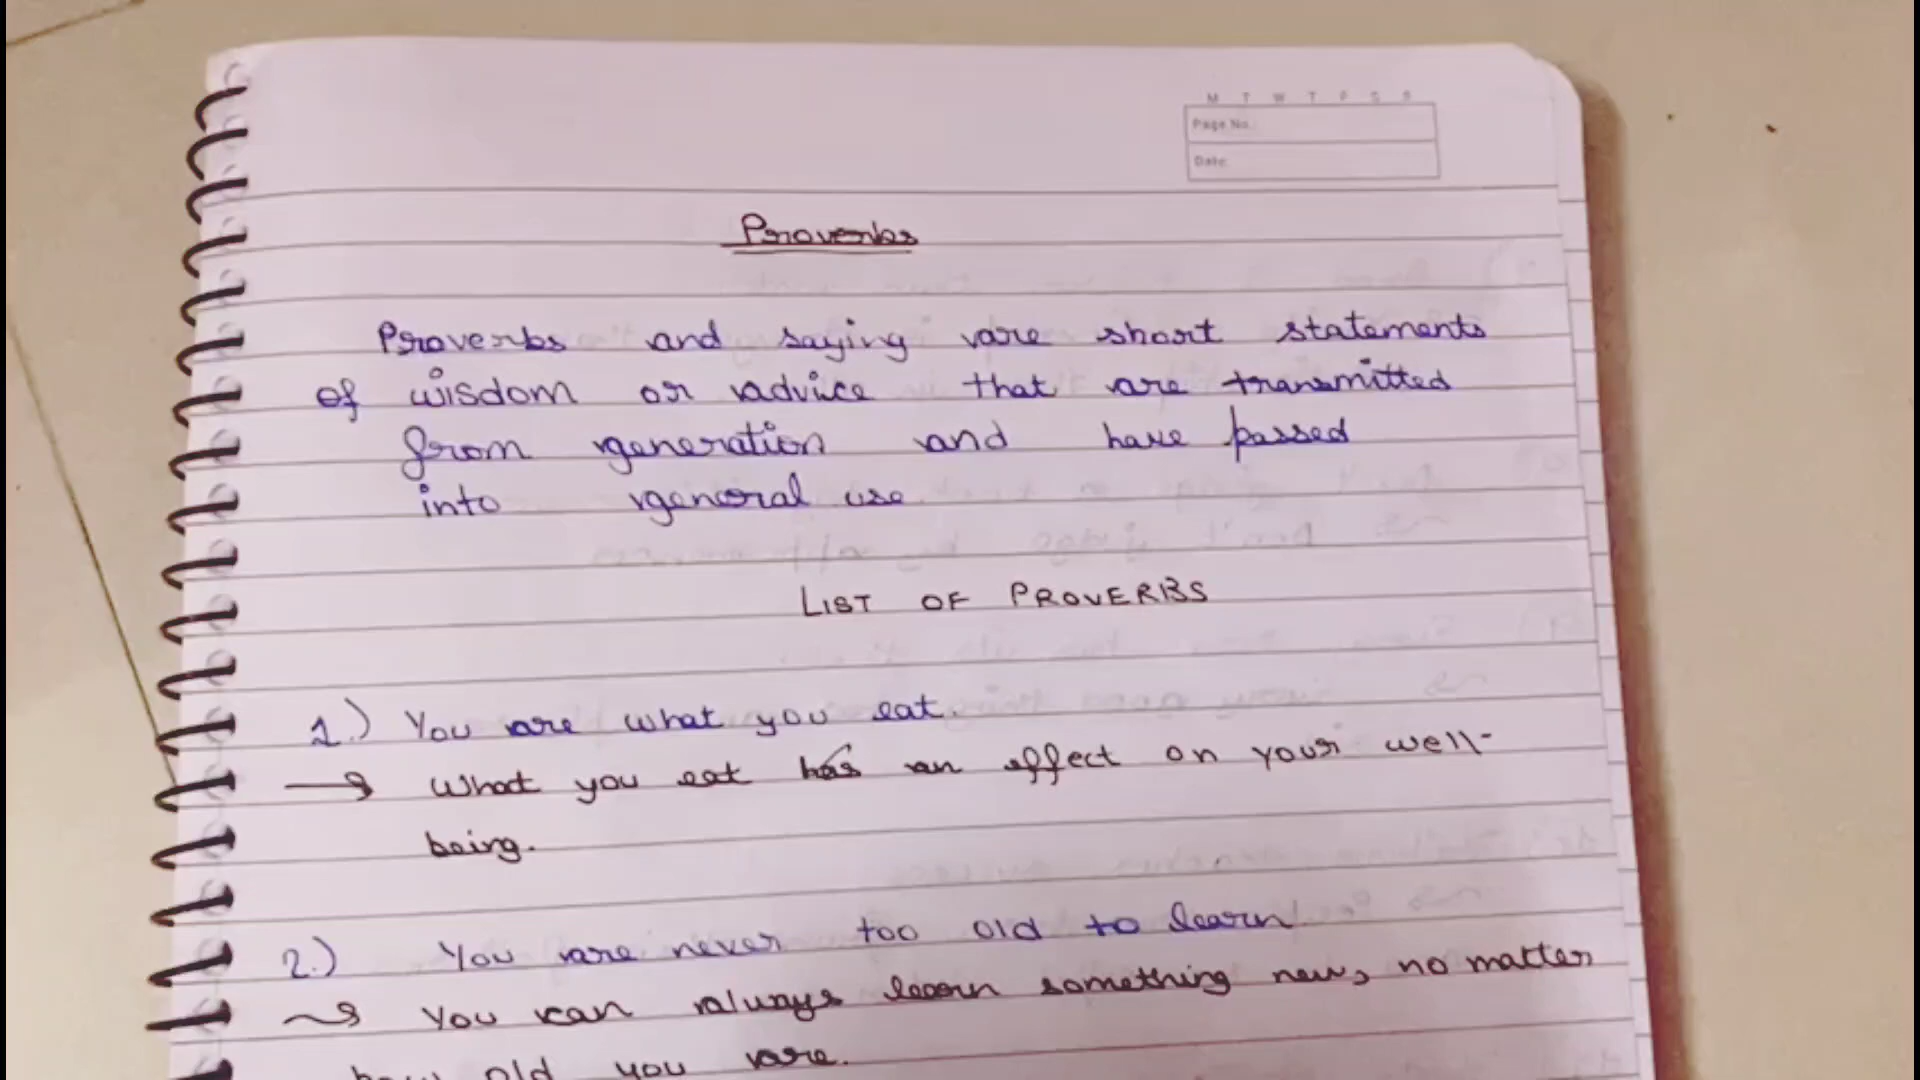 M T W T F S S
Page No.:
Date:
Proverbs
Proverbs and saying are short statements
of wisdom or advice that are transmitted
from generation and have passed
into general use
LIST OF PROVERBS
1.) You are what you eat.
→ What you eat has an effect on your well-
being.
2.) You are never too old to learn.
→ You can always learn something new, no matter
how old you are.